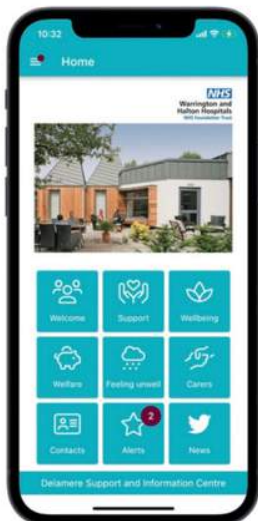 10:32
Home
NHS
Warrington and
Halton Hospitals
NHS Foundation Trust
Welcome
Support
Wellbeing
Welfare
Feeling unwell
Carers
Contacts
2
Alerts
News
Delamere Support and Information Centre